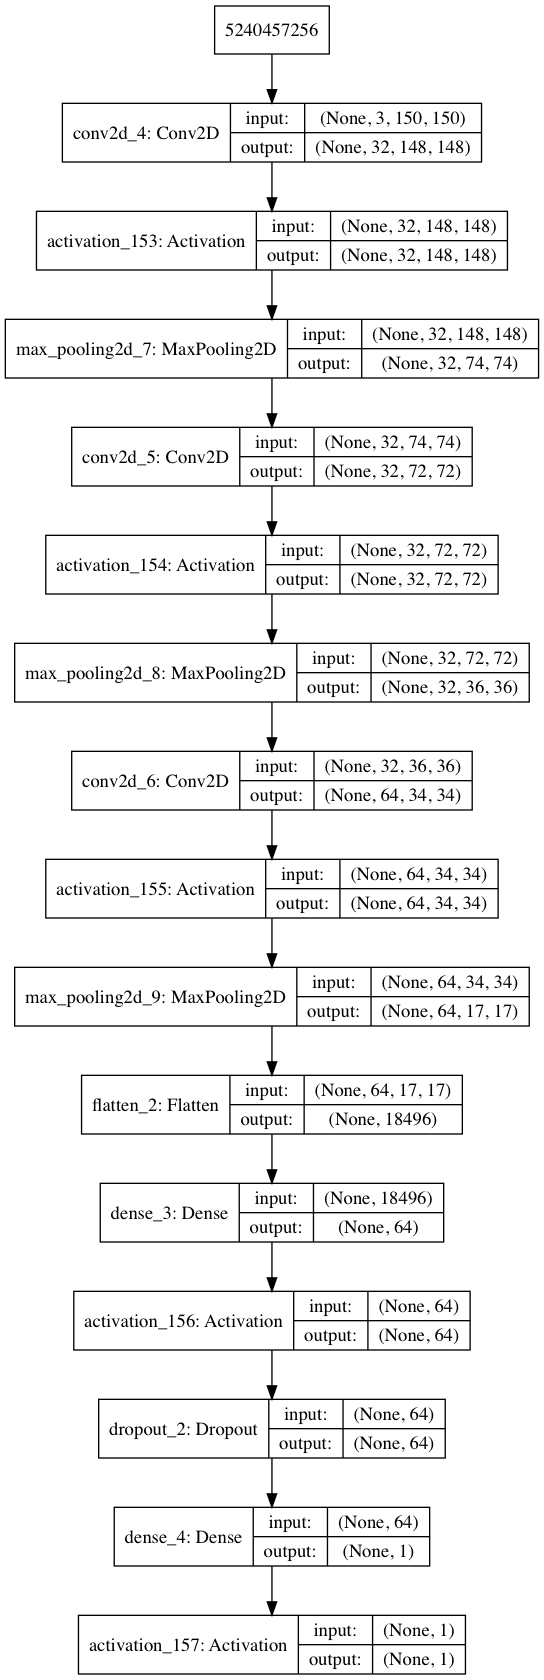 5240457256
conv2d_4: Conv2D
input: (None, 3, 150, 150)
output: (None, 32, 148, 148)
activation_153: Activation
input: (None, 32, 148, 148)
output: (None, 32, 148, 148)
max_pooling2d_7: MaxPooling2D
input: (None, 32, 148, 148)
output: (None, 32, 74, 74)
conv2d_5: Conv2D
input: (None, 32, 74, 74)
output: (None, 32, 72, 72)
activation_154: Activation
input: (None, 32, 72, 72)
output: (None, 32, 72, 72)
max_pooling2d_8: MaxPooling2D
input: (None, 32, 72, 72)
output: (None, 32, 36, 36)
conv2d_6: Conv2D
input: (None, 32, 36, 36)
output: (None, 64, 34, 34)
activation_155: Activation
input: (None, 64, 34, 34)
output: (None, 64, 34, 34)
max_pooling2d_9: MaxPooling2D
input: (None, 64, 34, 34)
output: (None, 64, 17, 17)
flatten_2: Flatten
input: (None, 64, 17, 17)
output: (None, 18496)
dense_3: Dense
input: (None, 18496)
output: (None, 64)
activation_156: Activation
input: (None, 64)
output: (None, 64)
dropout_2: Dropout
input: (None, 64)
output: (None, 64)
dense_4: Dense
input: (None, 64)
output: (None, 1)
activation_157: Activation
input: (None, 1)
output: (None, 1)